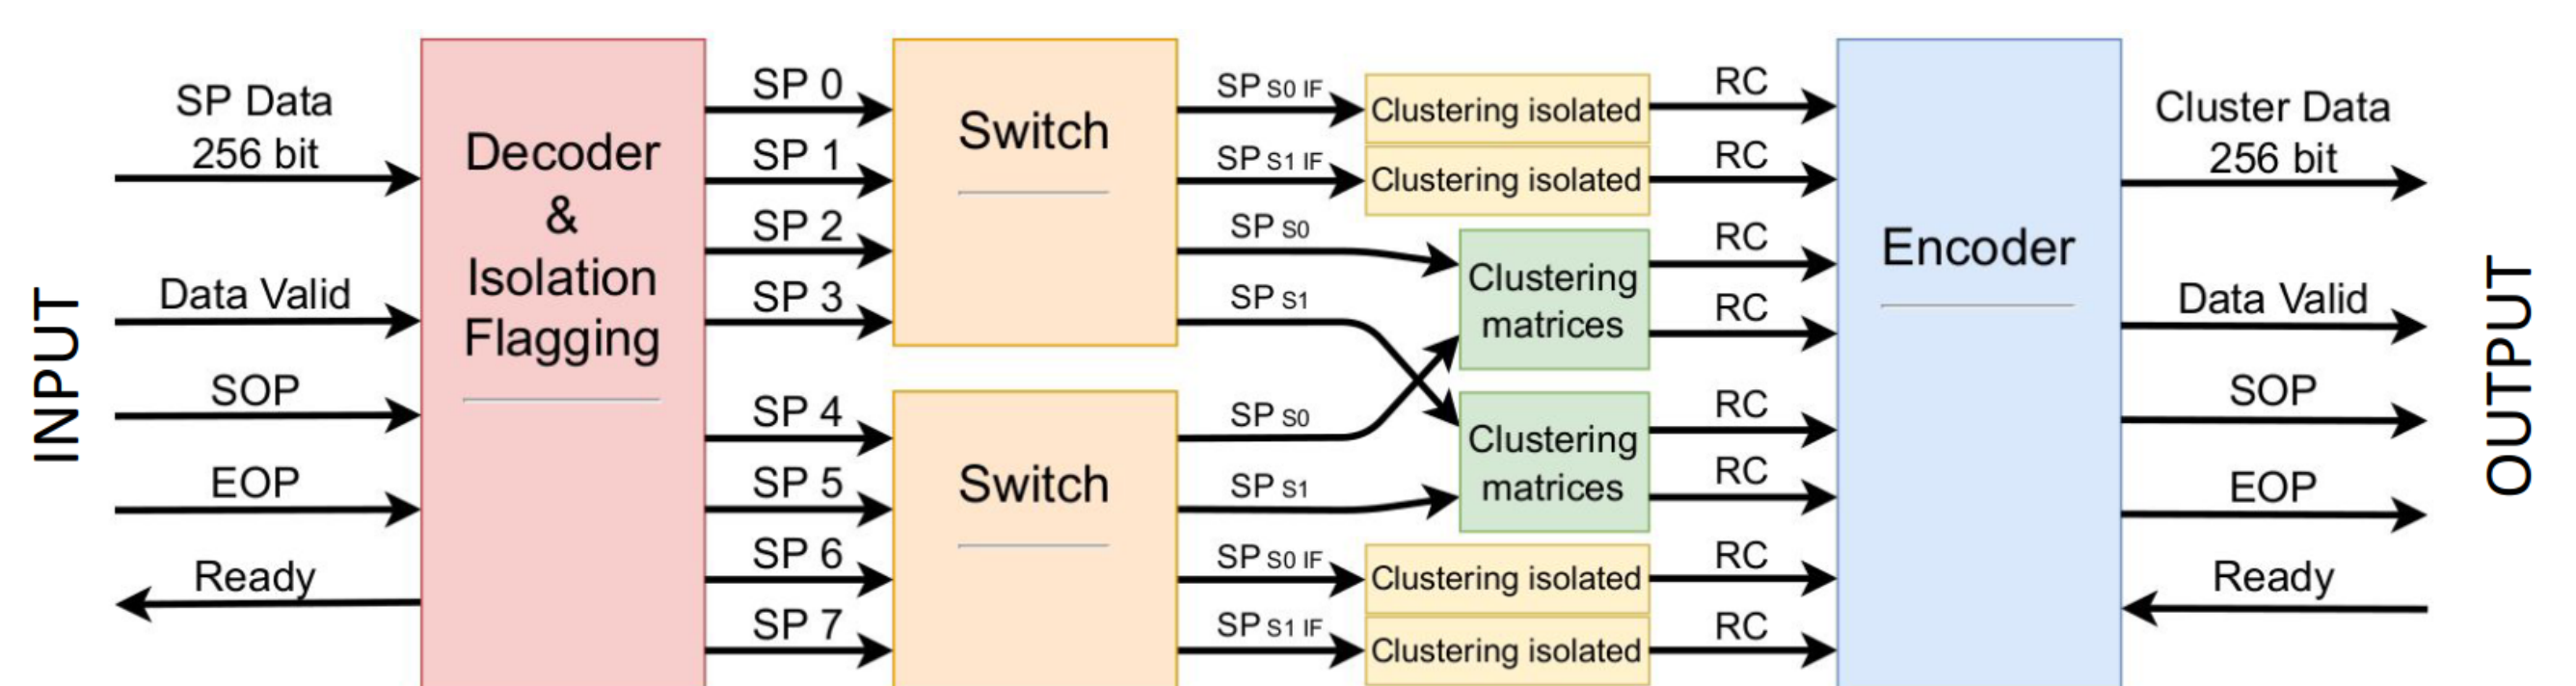 INPUT
SP Data
256 bit
Data Valid
SOP
EOP
Ready
Decoder
&
Isolation
Flagging
SP 0
SP 1
SP 2
SP 3
SP 4
SP 5
SP 6
SP 7
Switch
Switch
SP S0 IF
SP S1 IF
SP S0
SP S1
SP S0
SP S1
SP S0 IF
SP S1 IF
Clustering isolated
Clustering isolated
Clustering
matrices
Clustering
matrices
Clustering isolated
Clustering isolated
RC
RC
RC
RC
RC
RC
RC
RC
Encoder
Cluster Data
256 bit
Data Valid
SOP
EOP
Ready
OUTPUT